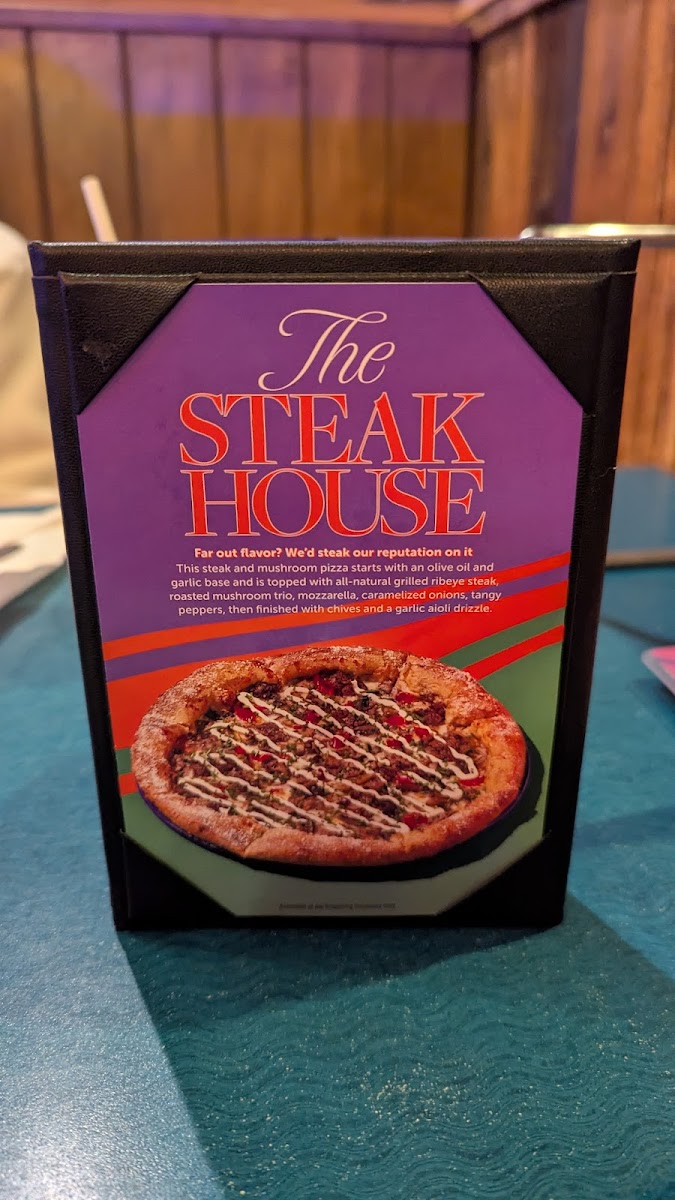 The
STEAK
HOUSE
Far out flavor? We'd steak our reputation on it
This steak and mushroom pizza starts with an olive oil and
garlic base and is topped with all-natural grilled ribeye steak,
roasted mushroom trio, mozzarella, caramelized onions, tangy
peppers, then finished with chives and a garlic aioli drizzle.